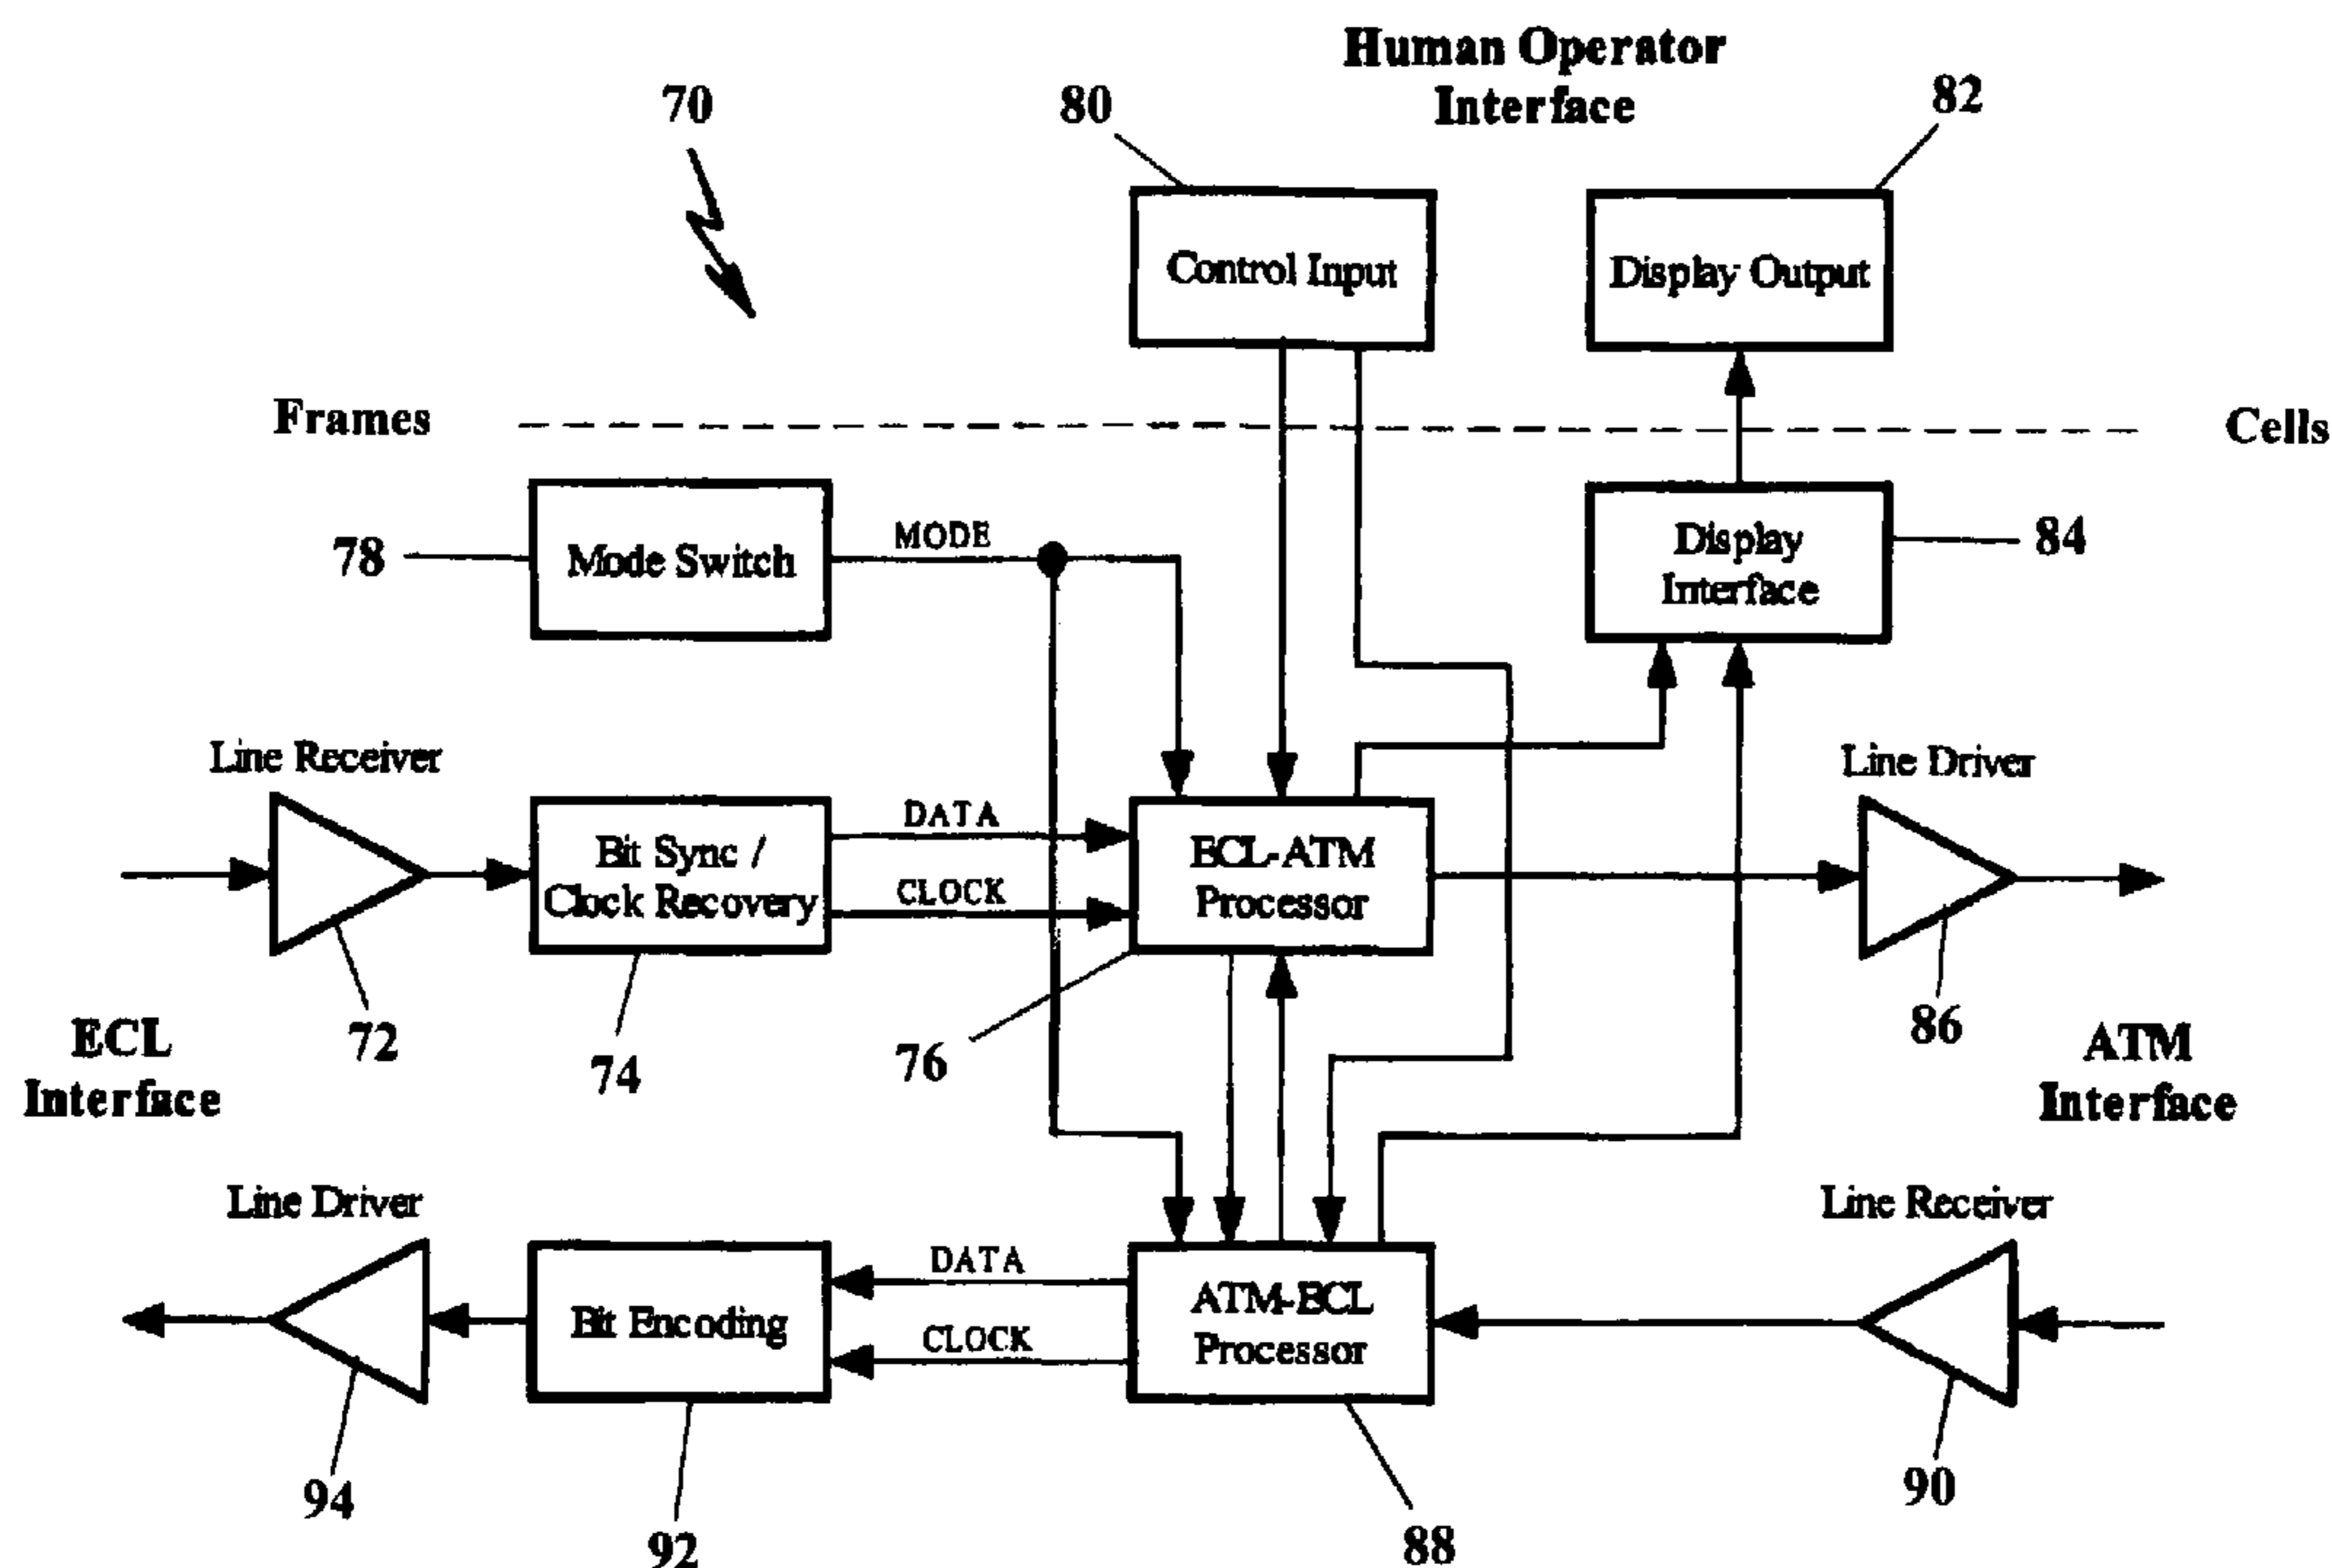 Human Operator
Interface
70
80
82
Control Input
Display Output
Frames
Cells
78
Mode Switch
MODE
Display
Interface
84
Line Receiver
Line Driver
Bit Sync /
Clock Recovery
DATA
CLOCK
ECL-ATM
Processor
72
74
76
86
ECL
Interface
ATM
Interface
Line Driver
Line Receiver
Bit Encoding
DATA
CLOCK
ATM-ECL
Processor
94
92
88
90